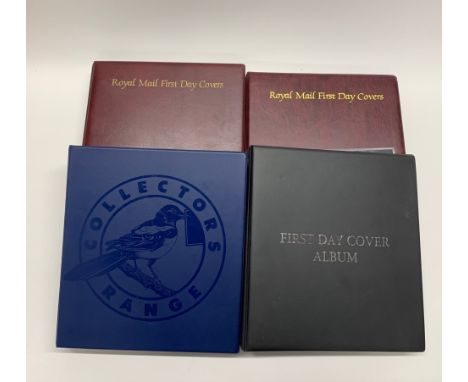 Royal Mail First Day Covers
Royal Mail First Day Covers
COLLECTORS
RANGE
FIRST DAY COVER
ALBUM